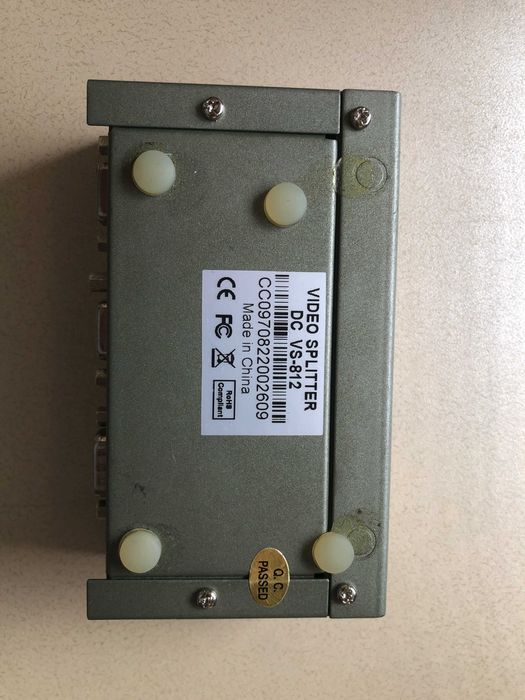 VIDEO SPLITTER
DC VS-812
CC0970822002609
Made in China
CE FC
RoHS
Compliant
Q.C.
PASSED